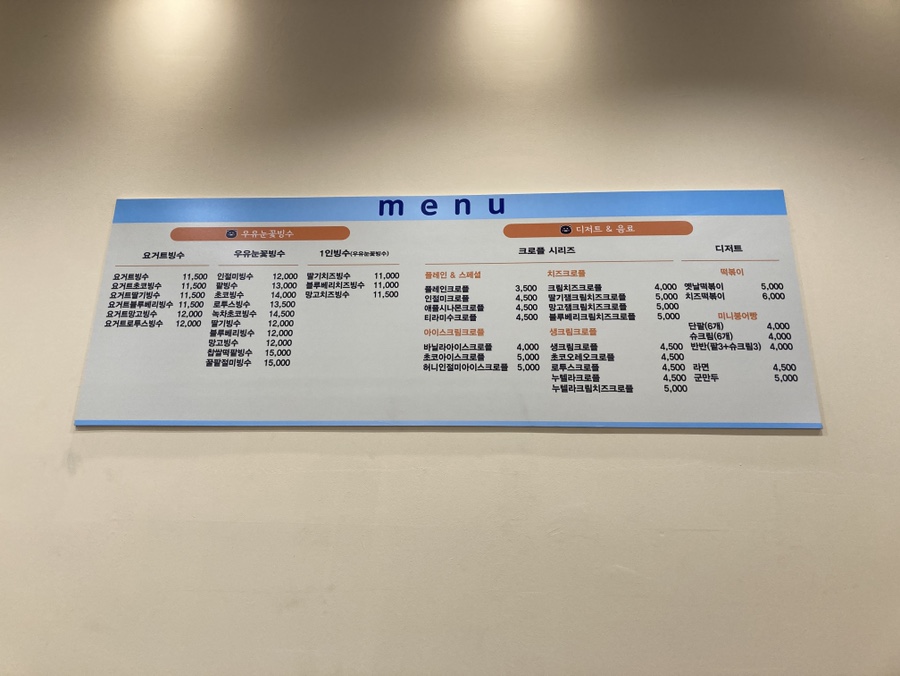 menu
우유눈꽃빙수
요거트빙수
요거트빙수 11,500
요거트초코빙수 11,500
요거트딸기빙수 11,500
요거트블루베리빙수 11,500
요거트망고빙수 12,000
요거트로투스빙수 12,000
우유눈꽃빙수
인절미빙수 12,000
팥빙수 13,000
초코빙수 14,000
로투스빙수 13,500
녹차초코빙수 14,500
딸기빙수 12,000
블루베리빙수 12,000
망고빙수 12,000
찹쌀떡팥빙수 15,000
꿀팥절미빙수 15,000
1인빙수(우유눈꽃빙수)
딸기치즈빙수 11,000
블루베리치즈빙수 11,000
망고치즈빙수 11,500
디저트 & 음료
크로플 시리즈
플레인 & 스페셜
플레인크로플 3,500
인절미크로플 4,500
애플시나몬크로플 4,500
티라미수크로플 4,500
아이스크림크로플
바닐라아이스크로플 4,000
초코아이스크로플 5,000
허니인절미아이스크로플 5,000
치즈크로플
크림치즈크로플 4,000
딸기잼크림치즈크로플 5,000
망고잼크림치즈크로플 5,000
블루베리크림치즈크로플 5,000
생크림크로플
생크림크로플 4,500
초코오레오크로플 4,500
로투스크로플 4,500
누텔라크로플 4,500
누텔라크림치즈크로플 5,000
디저트
떡볶이
옛날떡볶이 5,000
치즈떡볶이 6,000
미니붕어빵
단팥(6개) 4,000
슈크림(6개) 4,000
반반(팥3+슈크림3) 4,000
라면 4,500
군만두 5,000